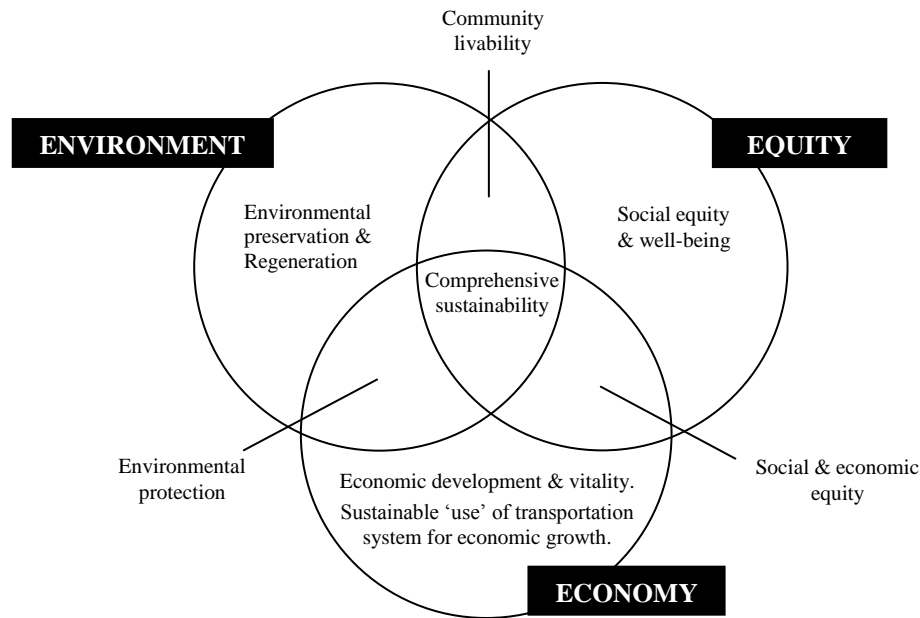 Community
livability
ENVIRONMENT
EQUITY
Environmental
preservation &
Regeneration
Social equity
& well-being
Comprehensive
sustainability
Environmental
protection
Economic development & vitality.
Sustainable ‘use’ of transportation
system for economic growth.
Social & economic
equity
ECONOMY